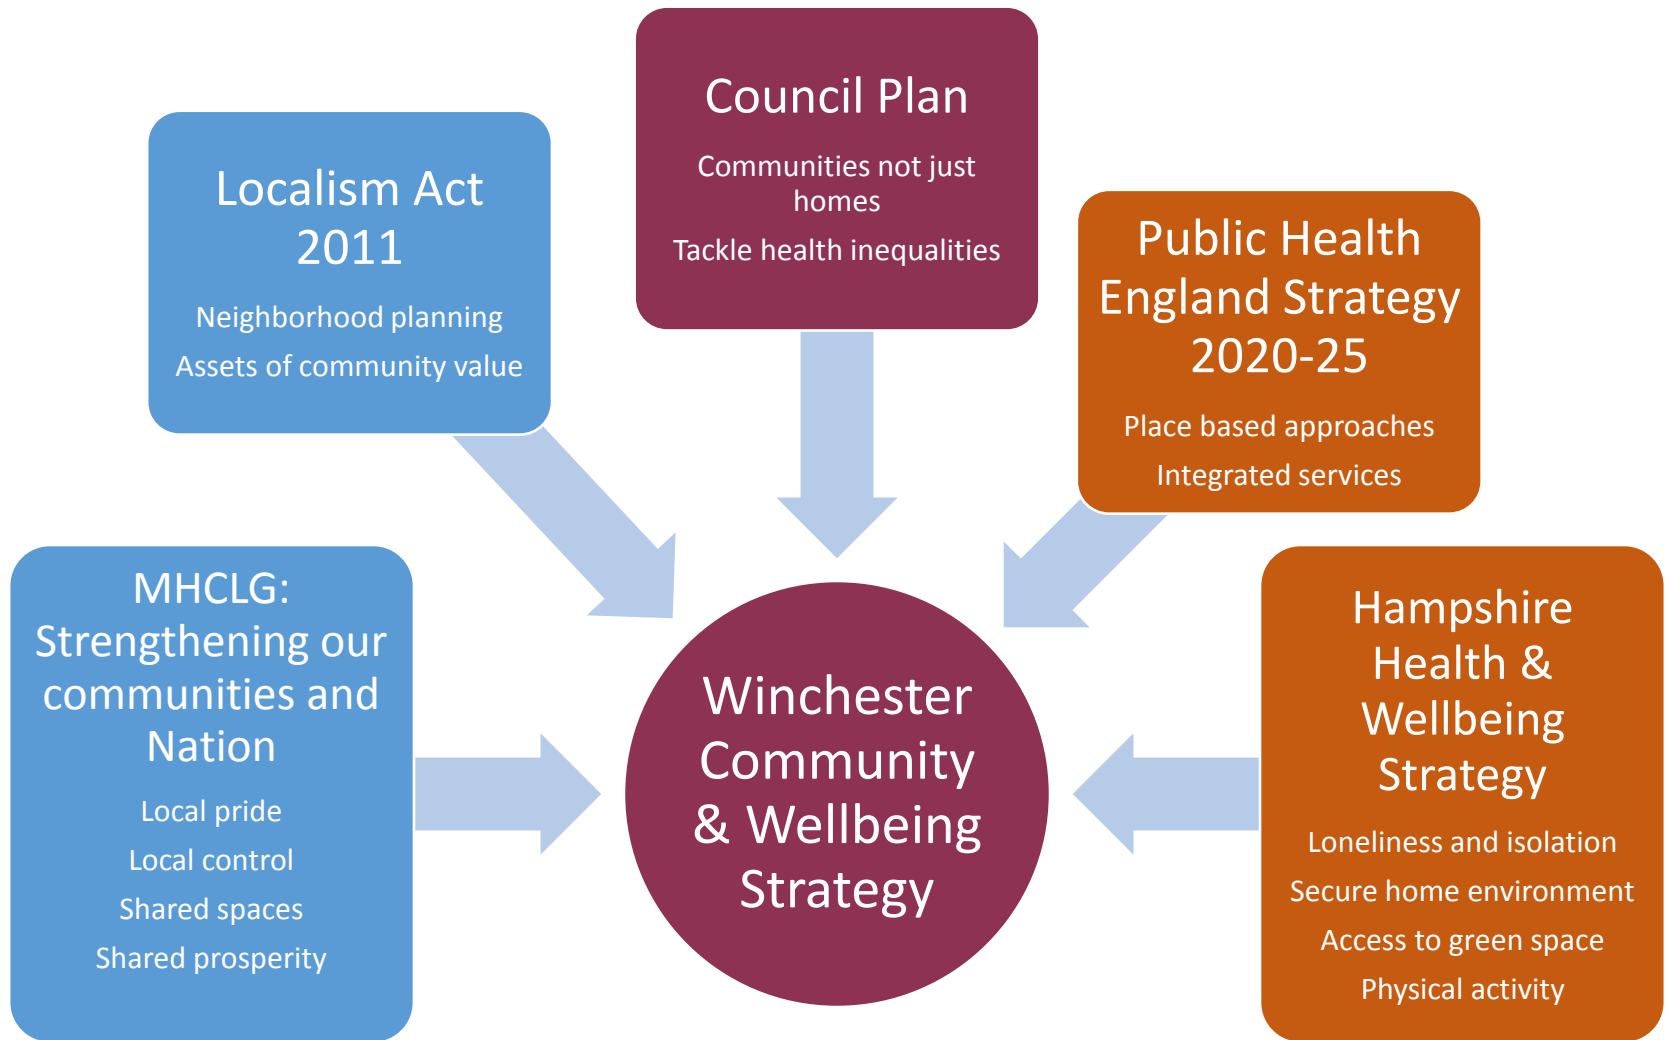 Council Plan
Communities not just
homes
Tackle health inequalities
Localism Act
2011
Neighborhood planning
Assets of community value
Public Health
England Strategy
2020-25
Place based approaches
Integrated services
MHCLG:
Strengthening our
communities and
Nation
Local pride
Local control
Shared spaces
Shared prosperity
Winchester
Community
& Wellbeing
Strategy
Hampshire
Health &
Wellbeing
Strategy
Loneliness and isolation
Secure home environment
Access to green space
Physical activity